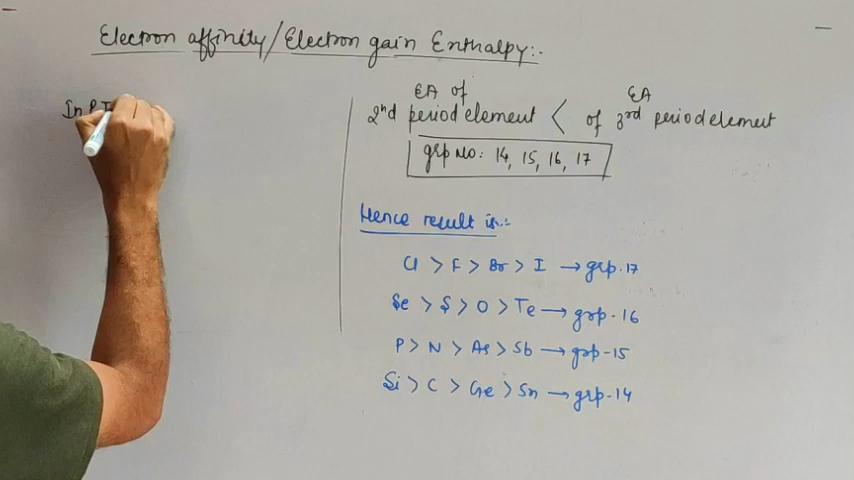 Electron affinity/Electron gain Enthalpy:-
In P.T
EA of 2nd period element < EA of 3rd period element
grp No: 14, 15, 16, 17
Hence result is:-
Cl > F > Br > I → grp.17
Se > S > O > Te → grp.16
P > N > As > Sb → grp-15
Si > C > Ge > Sn → grp.14